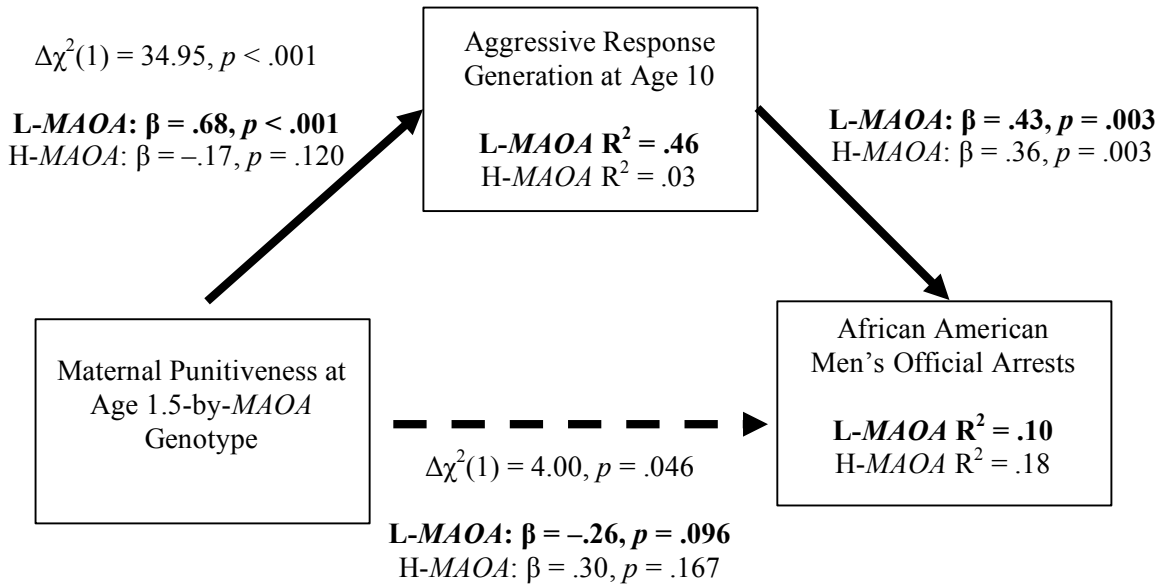 Δχ²(1) = 34.95, p < .001
L-MAOA: β = .68, p < .001
H-MAOA: β = –.17, p = .120
Aggressive Response
Generation at Age 10
L-MAOA R² = .46
H-MAOA R² = .03
L-MAOA: β = .43, p = .003
H-MAOA: β = .36, p = .003
Maternal Punitiveness at
Age 1.5-by-MAOA
Genotype
African American
Men’s Official Arrests
L-MAOA R² = .10
H-MAOA R² = .18
Δχ²(1) = 4.00, p = .046
L-MAOA: β = –.26, p = .096
H-MAOA: β = .30, p = .167